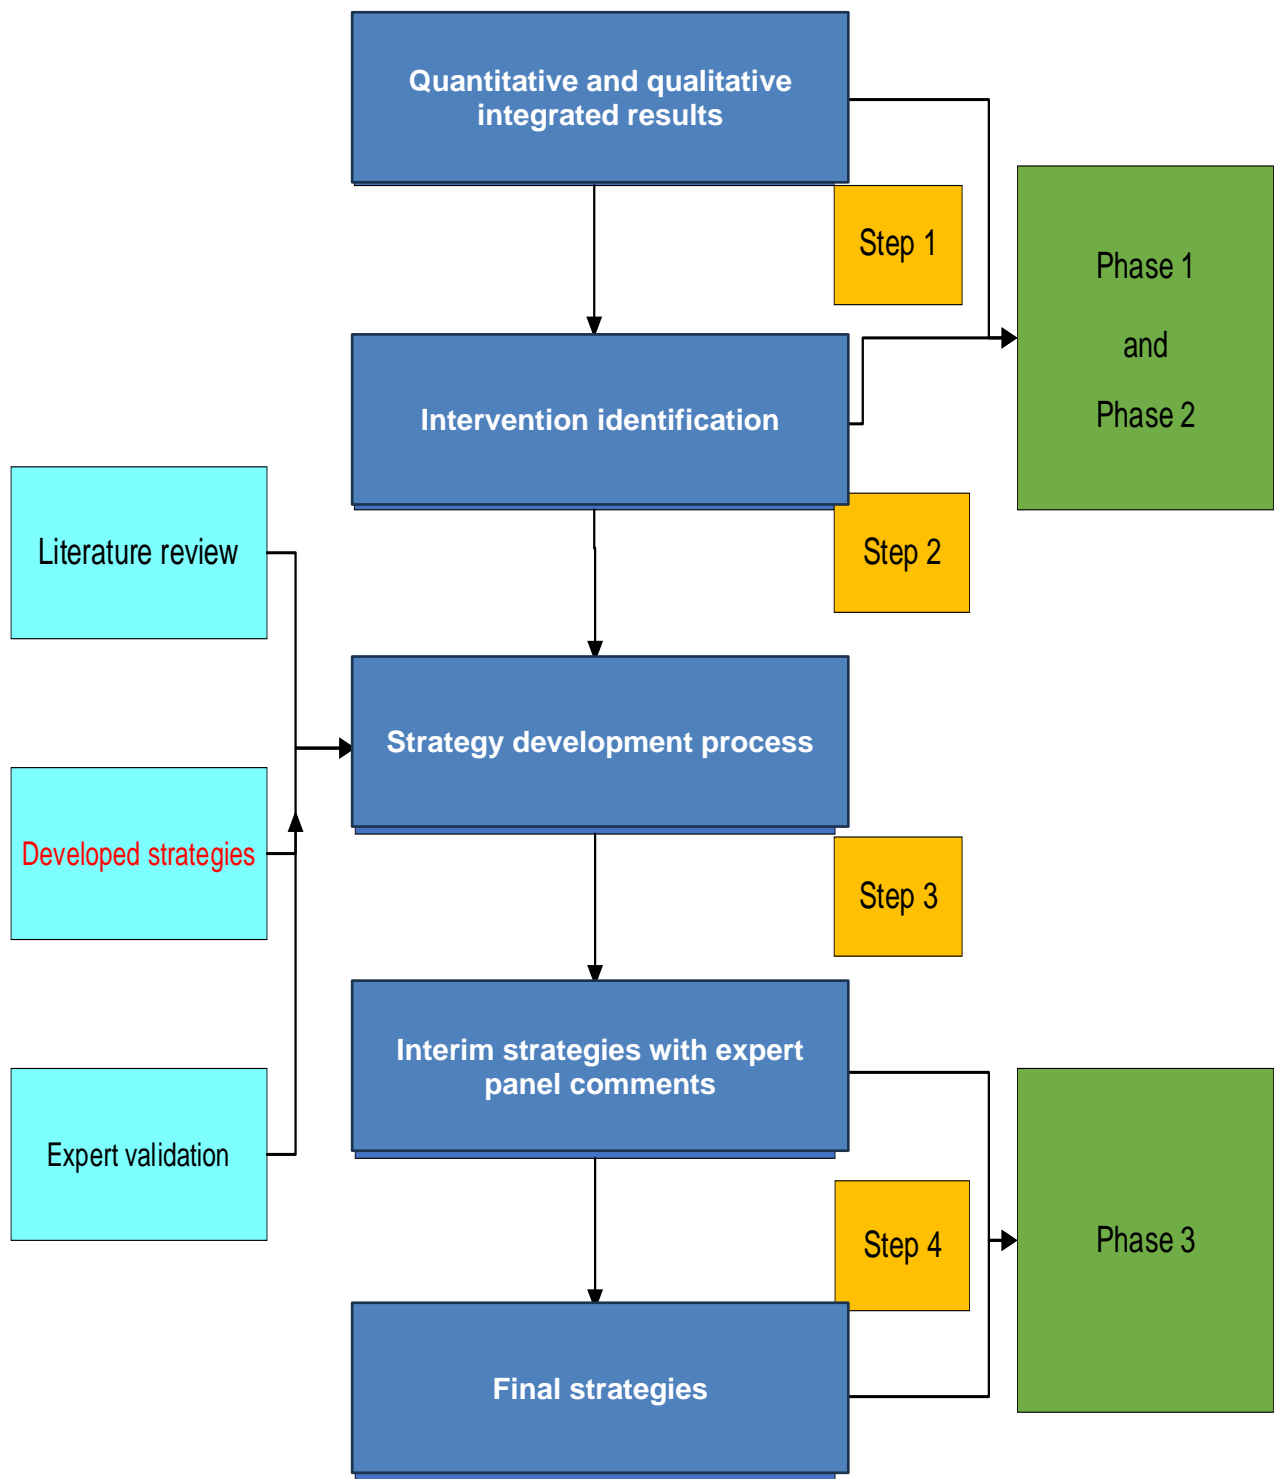 Quantitative and qualitative
integrated results
Step 1
Phase 1
and
Phase 2
Intervention identification
Literature review
Step 2
Strategy development process
Developed strategies
Step 3
Interim strategies with expert
panel comments
Expert validation
Step 4
Phase 3
Final strategies